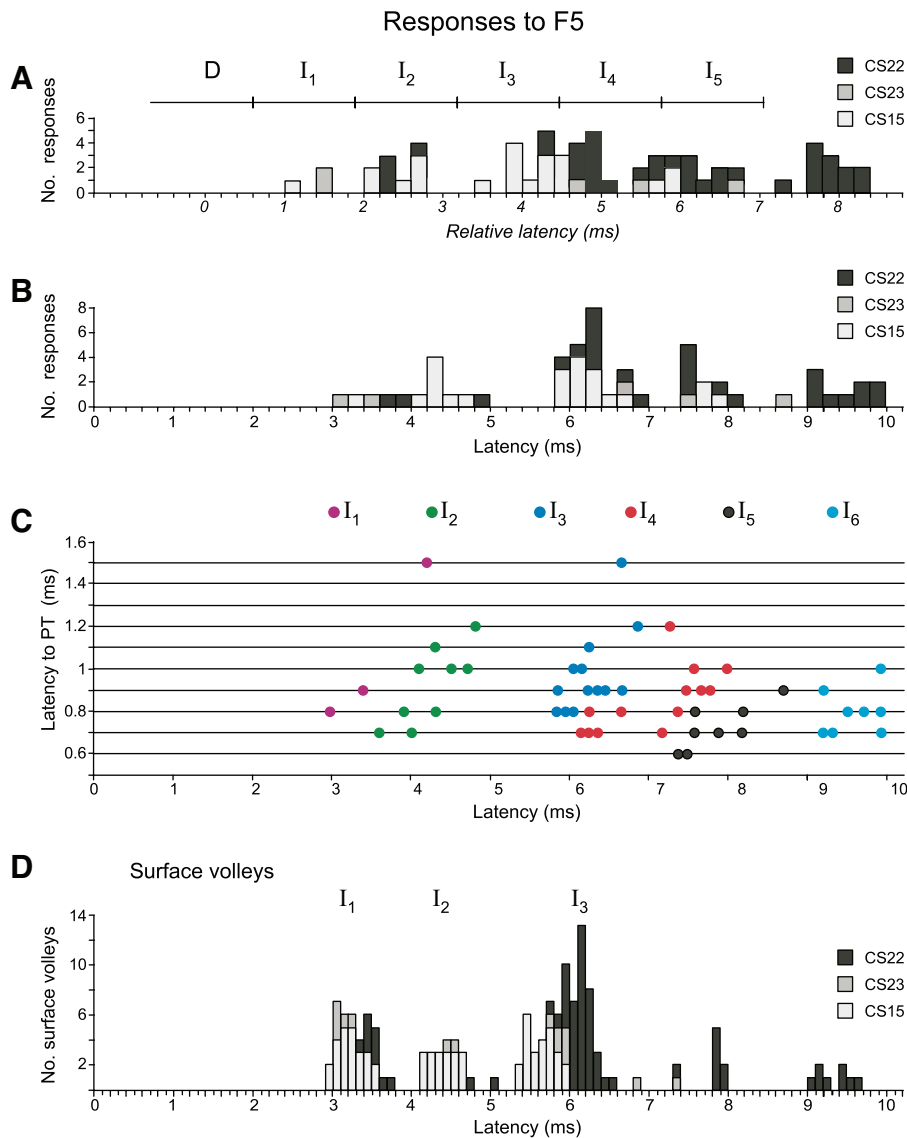 Responses to F5
A
D I1 I2 I3 I4 I5
CS22
CS23
CS15
No. responses
6
4
2
0
0 1 2 3 4 5 6 7 8
Relative latency (ms)
B
CS22
CS23
CS15
No. responses
8
6
4
2
0
0 1 2 3 4 5 6 7 8 9 10
Latency (ms)
C
I1 I2 I3 I4 I5 I6
Latency to PT (ms)
1.6
1.4
1.2
1
0.8
0.6
0 1 2 3 4 5 6 7 8 9 10
Latency (ms)
D
Surface volleys
I1 I2 I3
CS22
CS23
CS15
No. surface volleys
14
10
6
2
0 1 2 3 4 5 6 7 8 9 10
Latency (ms)